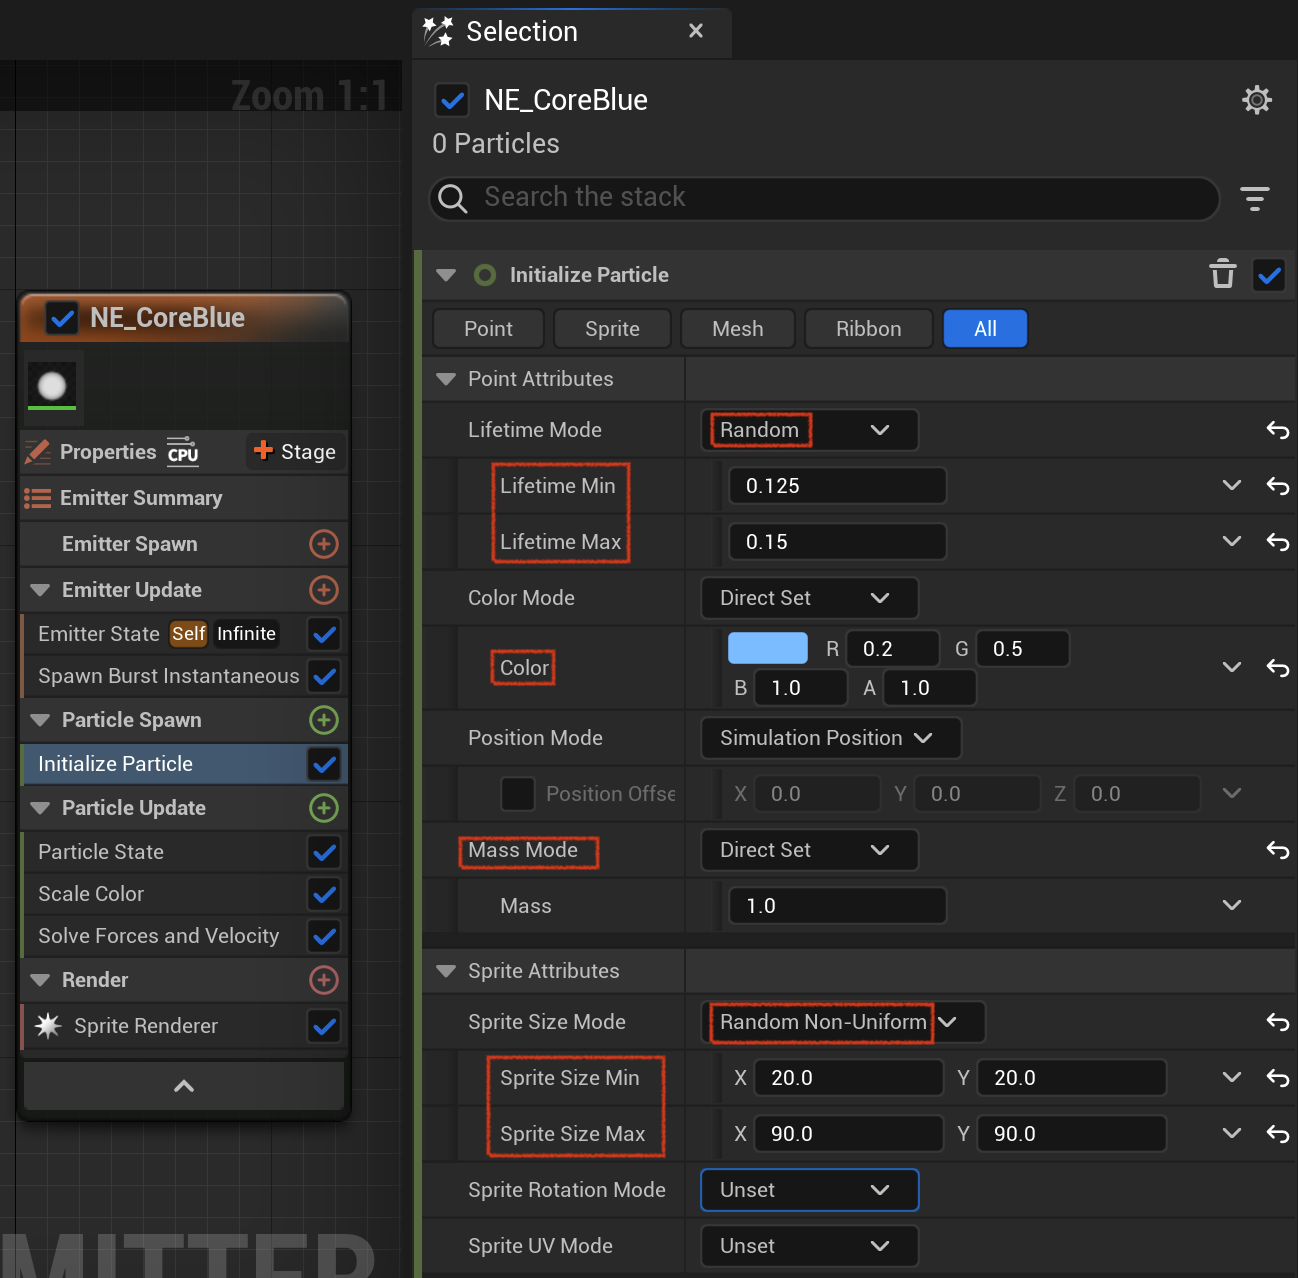 Zoom 1:1
NE_CoreBlue
Properties CPU Stage
Emitter Summary
Emitter Spawn
Emitter Update
Emitter State Self Infinite
Spawn Burst Instantaneous
Particle Spawn
Initialize Particle
Particle Update
Particle State
Scale Color
Solve Forces and Velocity
Render
Sprite Renderer
MITTER
Selection
NE_CoreBlue
0 Particles
Search the stack
Initialize Particle
Point Sprite Mesh Ribbon All
Point Attributes
Lifetime Mode Random
Lifetime Min 0.125
Lifetime Max 0.15
Color Mode Direct Set
Color R 0.2 G 0.5
B 1.0 A 1.0
Position Mode Simulation Position
Position Offse X 0.0 Y 0.0 Z 0.0
Mass Mode Direct Set
Mass 1.0
Sprite Attributes
Sprite Size Mode Random Non-Uniform
Sprite Size Min X 20.0 Y 20.0
Sprite Size Max X 90.0 Y 90.0
Sprite Rotation Mode Unset
Sprite UV Mode Unset